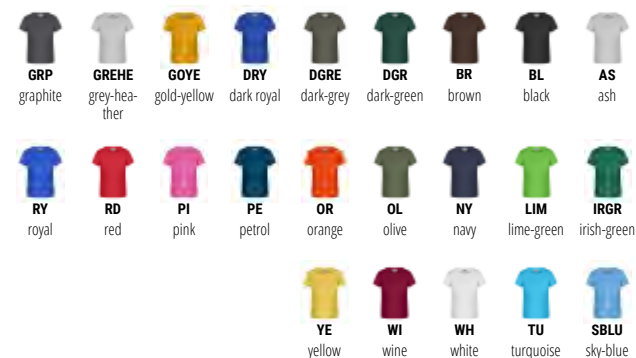 GRP GREHE GOYE DRY DGRE DGR BR BL AS
graphite grey-hea- gold-yellow dark royal dark-grey dark-green brown black ash
ther
RY RD PI PE OR OL NY LIM IRGR
royal red pink petrol orange olive navy lime-green irish-green
YE WI WH TU SBLU
yellow wine white turquoise sky-blue